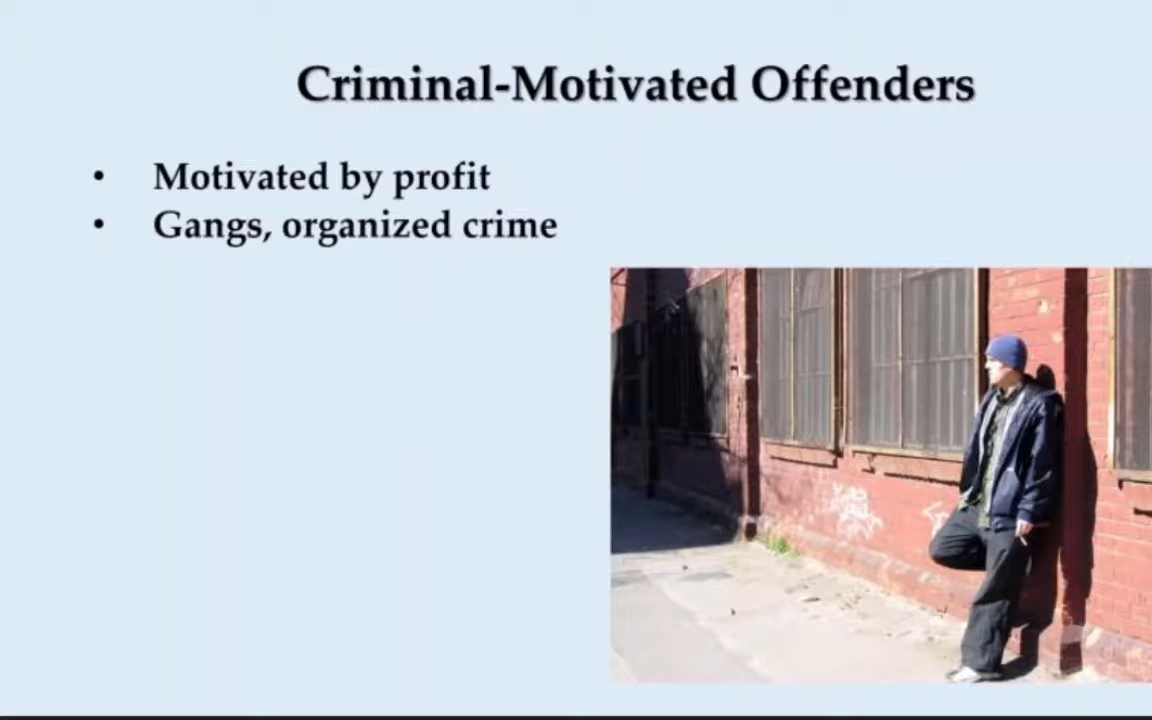 Criminal-Motivated Offenders
• Motivated by profit
• Gangs, organized crime